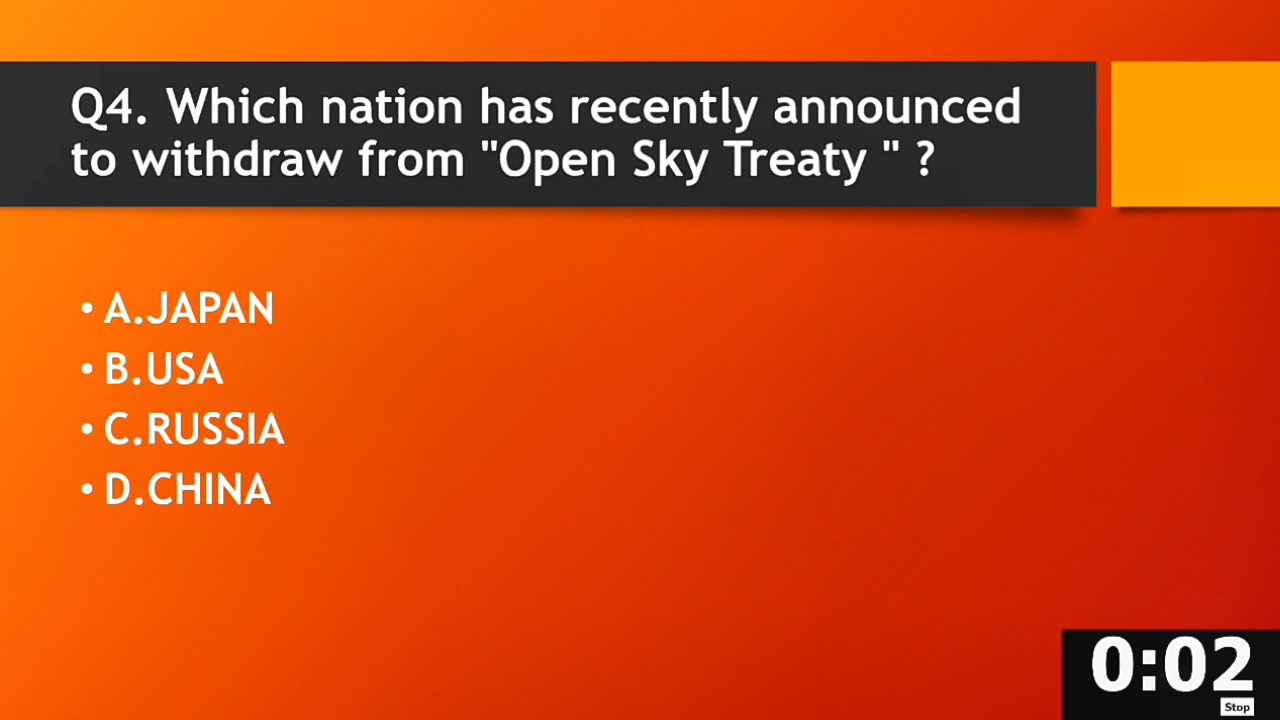 Q4. Which nation has recently announced
to withdraw from "Open Sky Treaty " ?
• A.JAPAN
• B.USA
• C.RUSSIA
• D.CHINA
0:02
Stop